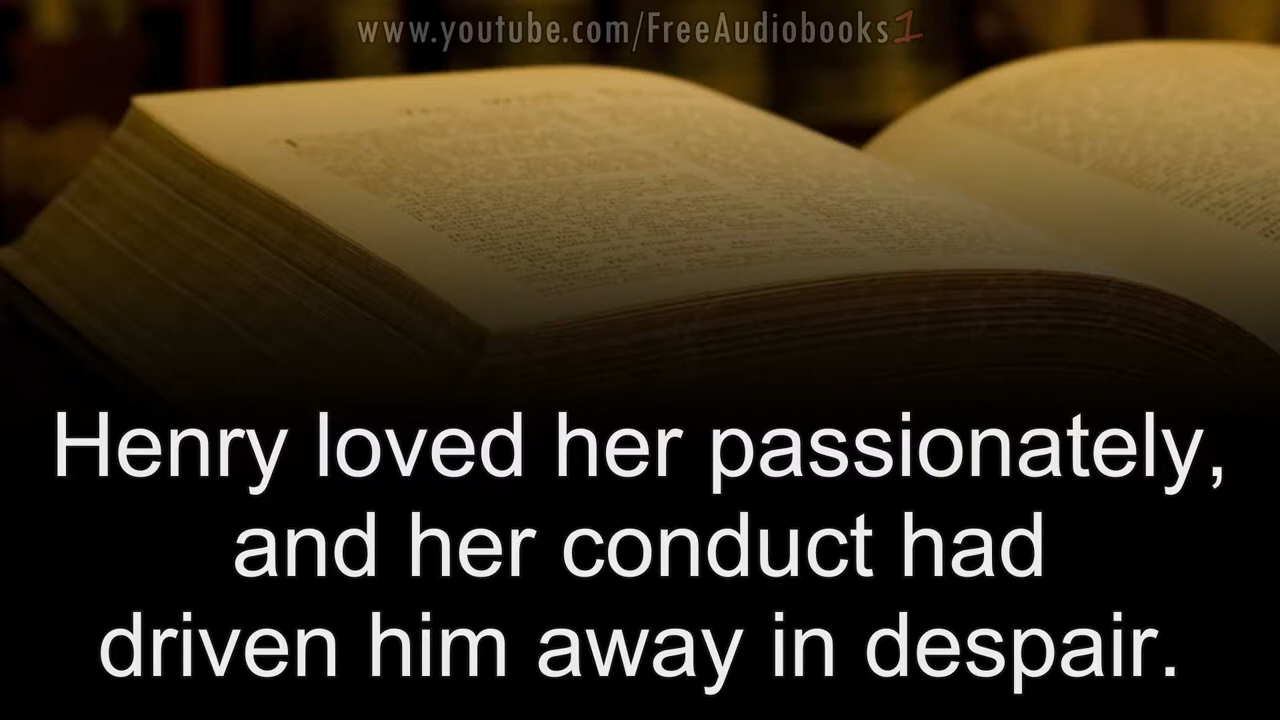 www.youtube.com/FreeAudiobooks1
Henry loved her passionately,
and her conduct had
driven him away in despair.